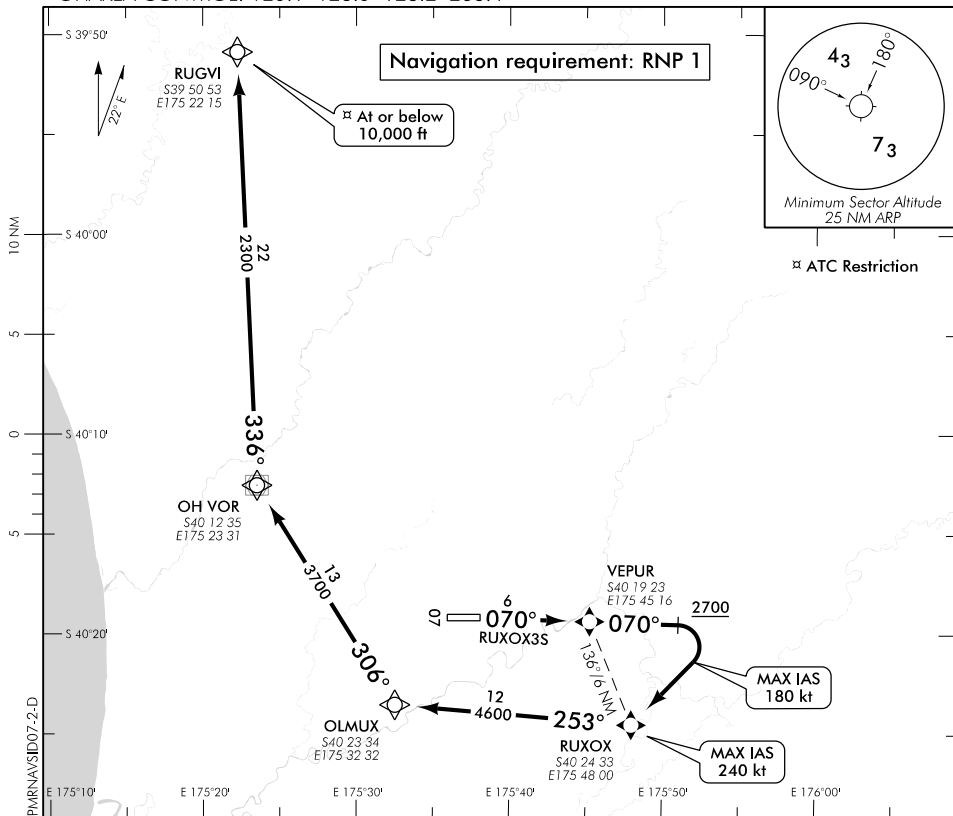 S 39°50'
RUGVI
S39 50 53
E175 22 15
22° E
Navigation requirement: RNP 1
¤ At or below
10,000 ft
180°
43
090°
73
Minimum Sector Altitude
25 NM ARP
¤ ATC Restriction
10 NM
S 40°00'
22
2300
5
0
S 40°10'
336°
OH VOR
S40 12 35
E175 23 31
5
13
3700
VEPUR
S40 19 23
E175 45 16
S 40°20'
07
6
070°
RUXOX3S
070°
2700
306°
136°/6 NM
MAX IAS
180 kt
12
4600
253°
OLMUX
S40 23 34
E175 32 32
RUXOX
S40 24 33
E175 48 00
MAX IAS
240 kt
PMRNAVSID07-2-D
E 175°10'
E 175°20'
E 175°30'
E 175°40'
E 175°50'
E 176°00'